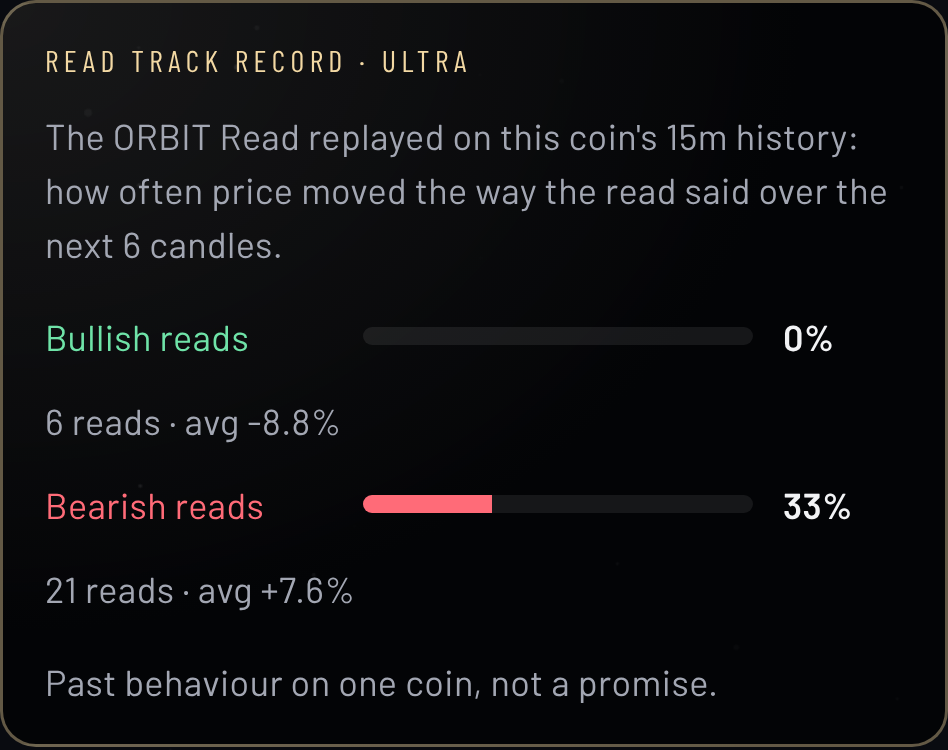 READ TRACK RECORD · ULTRA
The ORBIT Read replayed on this coin's 15m history:
how often price moved the way the read said over the
next 6 candles.
Bullish reads 0%
6 reads · avg -8.8%
Bearish reads 33%
21 reads · avg +7.6%
Past behaviour on one coin, not a promise.